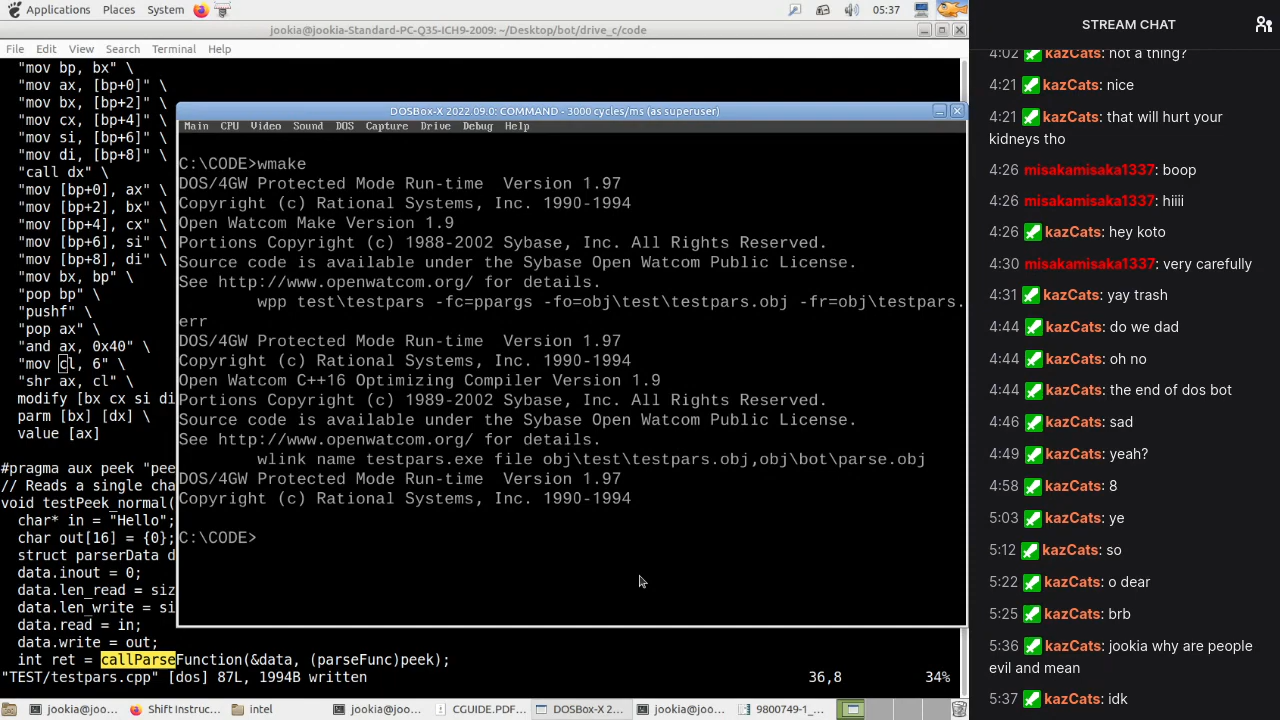 Applications Places System 05:37
jookia@jookia-Standard-PC-Q35-ICH9-2009: ~/Desktop/bot/drive_c/code
File Edit View Search Terminal Help
"mov bp, bx" \
"mov ax, [bp+0]" \
"mov bx, [bp+2]" \
"mov cx, [bp+4]" \
"mov si, [bp+6]" \
"mov di, [bp+8]" \
"call dx" \
"mov [bp+0], ax" \
"mov [bp+2], bx" \
"mov [bp+4], cx" \
"mov [bp+6], si" \
"mov [bp+8], di" \
"mov bx, bp" \
"pop bp" \
"pushf" \
"pop ax" \
"and ax, 0x40" \
"mov cl, 6" \
"shr ax, cl" \
modify [bx cx si di
parm [bx] [dx] \
value [ax]
#pragma aux peek "pee
// Reads a single cha
void testPeek_normal(
char* in = "Hello";
char out[16] = {0};
struct parserData d
data.inout = 0;
data.len_read = siz
data.len_write = si
data.read = in;
data.write = out;
int ret = callParseFunction(&data, (parseFunc)peek);
"TEST/testpars.cpp" [dos] 87L, 1994B written 36,8 34%
DOSBox-X 2022.09.0: COMMAND - 3000 cycles/ms (as superuser)
Main CPU Video Sound DOS Capture Drive Debug Help
C:\CODE>wmake
DOS/4GW Protected Mode Run-time Version 1.97
Copyright (c) Rational Systems, Inc. 1990-1994
Open Watcom Make Version 1.9
Portions Copyright (c) 1988-2002 Sybase, Inc. All Rights Reserved.
Source code is available under the Sybase Open Watcom Public License.
See http://www.openwatcom.org/ for details.
wpp test\testpars -fc=ppargs -fo=obj\test\testpars.obj -fr=obj\testpars.
err
DOS/4GW Protected Mode Run-time Version 1.97
Copyright (c) Rational Systems, Inc. 1990-1994
Open Watcom C++16 Optimizing Compiler Version 1.9
Portions Copyright (c) 1989-2002 Sybase, Inc. All Rights Reserved.
Source code is available under the Sybase Open Watcom Public License.
See http://www.openwatcom.org/ for details.
wlink name testpars.exe file obj\test\testpars.obj,obj\bot\parse.obj
DOS/4GW Protected Mode Run-time Version 1.97
Copyright (c) Rational Systems, Inc. 1990-1994
C:\CODE>
jookia@joo... Shift Instruc... intel jookia@joo... CGUIDE.PDF... DOSBox-X 2... jookia@joo... 9800749-1_...
STREAM CHAT
4:02 kazCats: not a thing?
4:21 kazCats: nice
4:21 kazCats: that will hurt your
kidneys tho
4:26 misakamisaka1337: boop
4:26 misakamisaka1337: hiiii
4:26 kazCats: hey koto
4:30 misakamisaka1337: very carefully
4:31 kazCats: yay trash
4:44 kazCats: do we dad
4:44 kazCats: oh no
4:44 kazCats: the end of dos bot
4:46 kazCats: sad
4:49 kazCats: yeah?
4:58 kazCats: 8
5:03 kazCats: ye
5:12 kazCats: so
5:22 kazCats: o dear
5:25 kazCats: brb
5:36 kazCats: jookia why are people
evil and mean
5:37 kazCats: idk